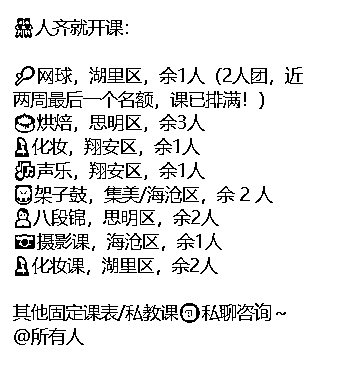 👯人齐就开课：
🎾网球，湖里区，余1人（2人团，近
两周最后一个名额，课已排满！）
烘焙，思明区，余3人
💄化妆，翔安区，余1人
🎶声乐，翔安区，余1人
🥁架子鼓，集美/海沧区，余 2 人
八段锦，思明区，余2人
📷摄影课，海沧区，余1人
💄化妆课，湖里区，余2人
其他固定课表/私教课私聊咨询～
@所有人